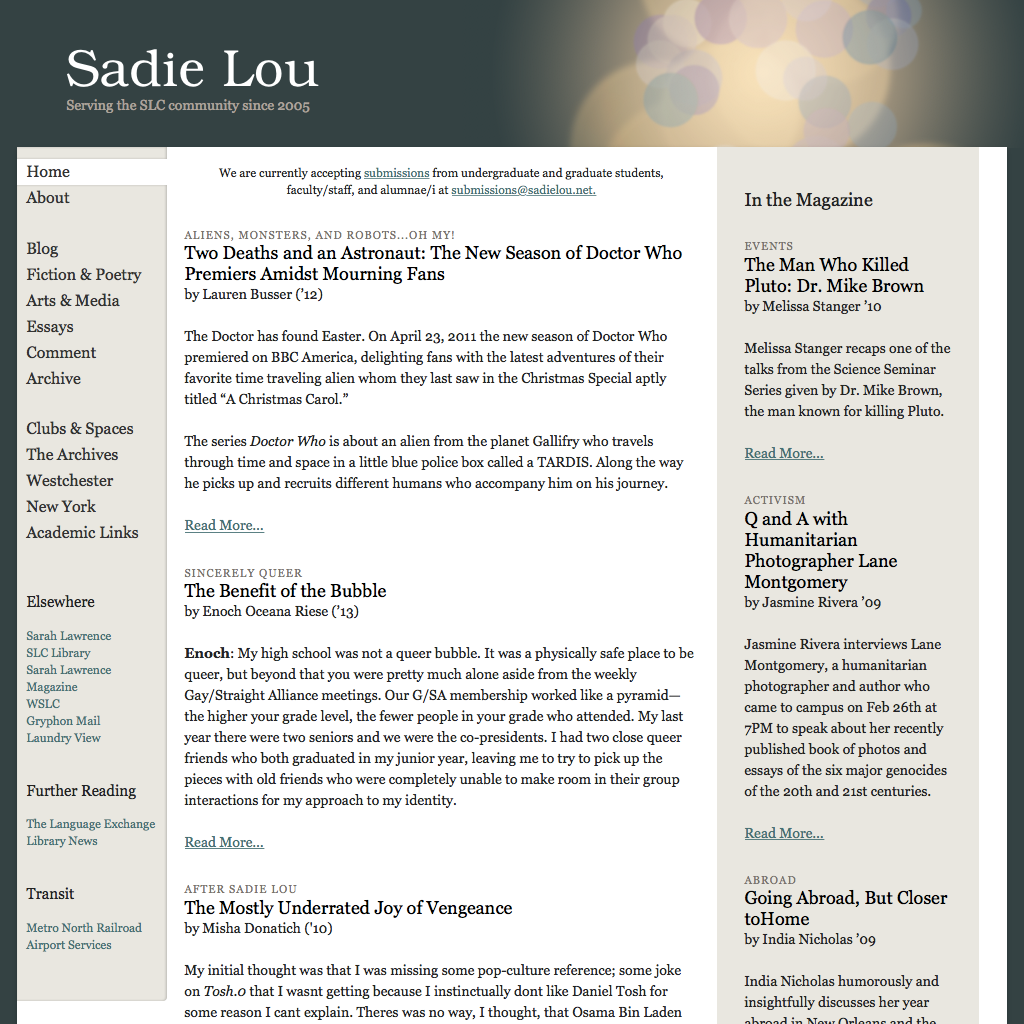 Sadie Lou
Serving the SLC community since 2005
Home
About
Blog
Fiction & Poetry
Arts & Media
Essays
Comment
Archive
Clubs & Spaces
The Archives
Westchester
New York
Academic Links
Elsewhere
Sarah Lawrence
SLC Library
Sarah Lawrence
Magazine
WSLC
Gryphon Mail
Laundry View
Further Reading
The Language Exchange
Library News
Transit
Metro North Railroad
Airport Services
We are currently accepting submissions from undergraduate and graduate students,
faculty/staff, and alumnae/i at submissions@sadielou.net.
ALIENS, MONSTERS, AND ROBOTS...OH MY!
Two Deaths and an Astronaut: The New Season of Doctor Who
Premiers Amidst Mourning Fans
by Lauren Busser (’12)
The Doctor has found Easter. On April 23, 2011 the new season of Doctor Who
premiered on BBC America, delighting fans with the latest adventures of their
favorite time traveling alien whom they last saw in the Christmas Special aptly
titled “A Christmas Carol.”
The series Doctor Who is about an alien from the planet Gallifry who travels
through time and space in a little blue police box called a TARDIS. Along the way
he picks up and recruits different humans who accompany him on his journey.
Read More...
SINCERELY QUEER
The Benefit of the Bubble
by Enoch Oceana Riese (’13)
Enoch: My high school was not a queer bubble. It was a physically safe place to be
queer, but beyond that you were pretty much alone aside from the weekly
Gay/Straight Alliance meetings. Our G/SA membership worked like a pyramid—
the higher your grade level, the fewer people in your grade who attended. My last
year there were two seniors and we were the co-presidents. I had two close queer
friends who both graduated in my junior year, leaving me to try to pick up the
pieces with old friends who were completely unable to make room in their group
interactions for my approach to my identity.
Read More...
AFTER SADIE LOU
The Mostly Underrated Joy of Vengeance
by Misha Donatich ('10)
My initial thought was that I was missing some pop-culture reference; some joke
on Tosh.0 that I wasnt getting because I instinctually dont like Daniel Tosh for
some reason I cant explain. Theres was no way, I thought, that Osama Bin Laden
In the Magazine
EVENTS
The Man Who Killed
Pluto: Dr. Mike Brown
by Melissa Stanger ’10
Melissa Stanger recaps one of the
talks from the Science Seminar
Series given by Dr. Mike Brown,
the man known for killing Pluto.
Read More...
ACTIVISM
Q and A with
Humanitarian
Photographer Lane
Montgomery
by Jasmine Rivera ’09
Jasmine Rivera interviews Lane
Montgomery, a humanitarian
photographer and author who
came to campus on Feb 26th at
7PM to speak about her recently
published book of photos and
essays of the six major genocides
of the 20th and 21st centuries.
Read More...
ABROAD
Going Abroad, But Closer
toHome
by India Nicholas ’09
India Nicholas humorously and
insightfully discusses her year
abroad in New Orleans and the